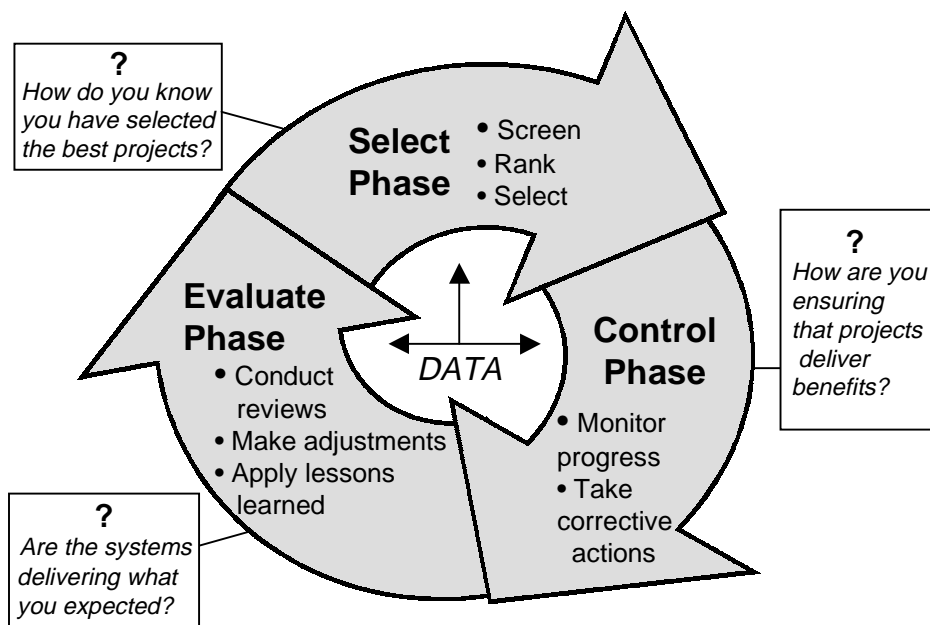 ?
How do you know
you have selected
the best projects?
Select
Phase
• Screen
• Rank
• Select
?
How are you
ensuring
that projects
deliver
benefits?
Control
Phase
• Monitor
progress
• Take
corrective
actions
Evaluate
Phase
• Conduct
reviews
• Make adjustments
• Apply lessons
learned
DATA
?
Are the systems
delivering what
you expected?